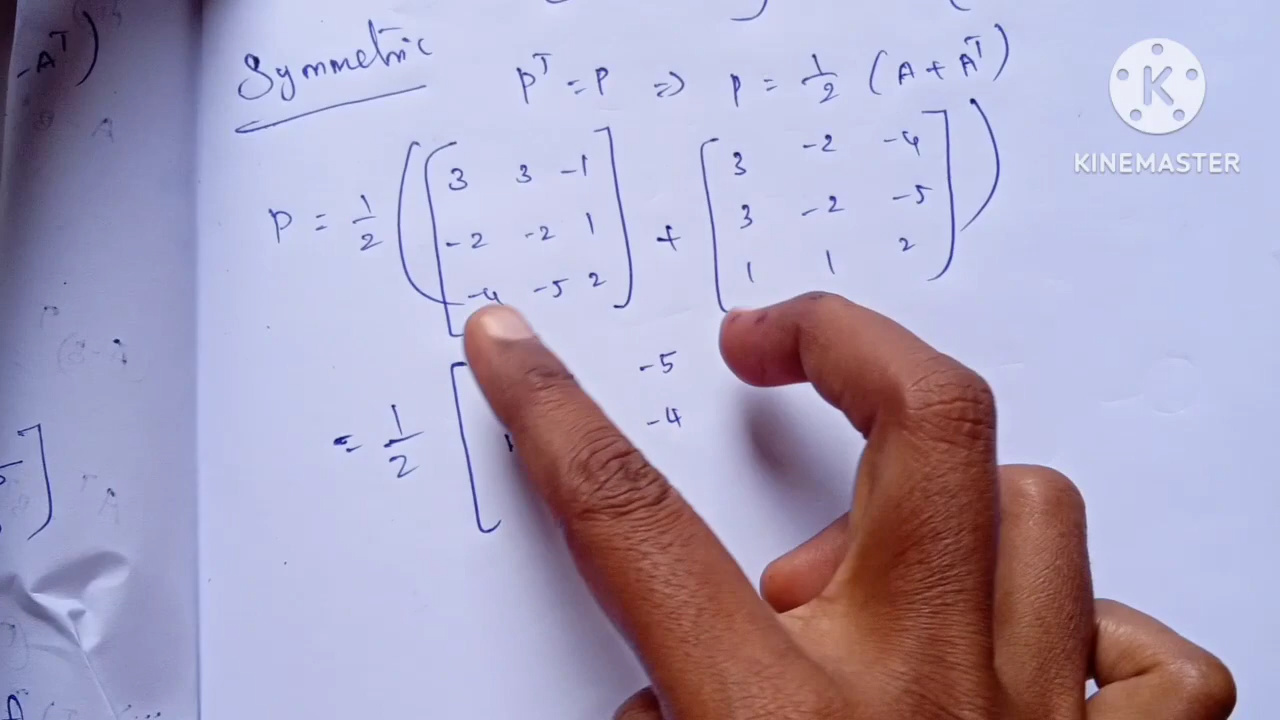 -Aᵀ)
Symmetric Pᵀ = P ⇒ P = 1/2 (A + Aᵀ)
KINEMASTER
P = 1/2 ([3 3 -1] + [3 -2 -4])
[-2 -2 1] [3 -2 -5]
[-4 -5 2] [1 1 2]
= 1/2 [ -5
-4